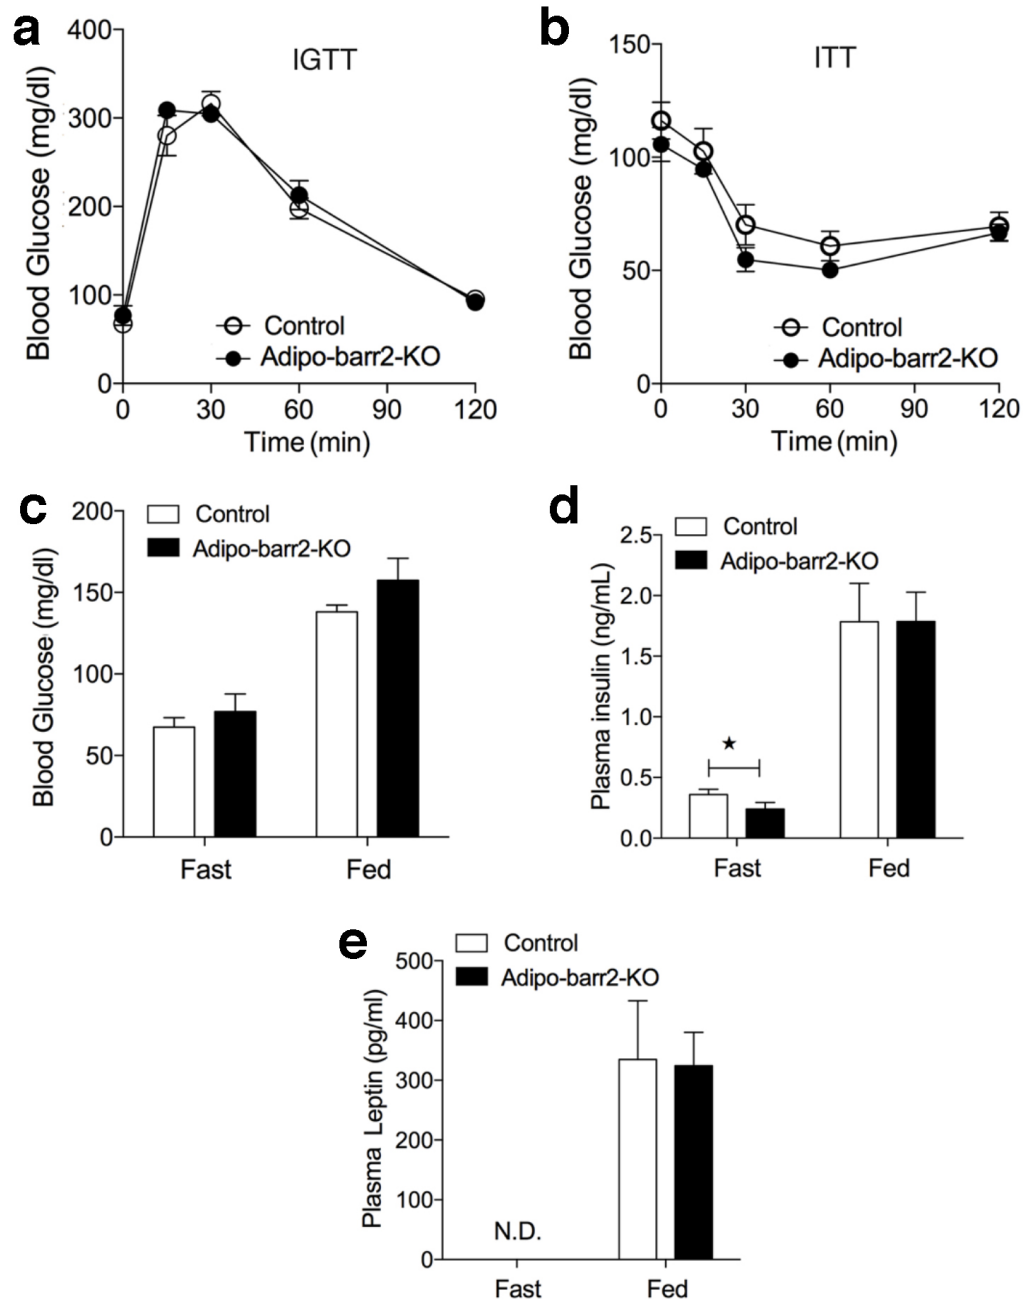 a
IGTT
Blood Glucose (mg/dl)
400
300
200
100
0
Control
Adipo-barr2-KO
0 30 60 90 120
Time (min)
b
ITT
Blood Glucose (mg/dl)
150
100
50
0
Control
Adipo-barr2-KO
0 30 60 90 120
Time (min)
c
Control
Adipo-barr2-KO
Blood Glucose (mg/dl)
200
150
100
50
0
Fast Fed
d
Control
Adipo-barr2-KO
Plasma insulin (ng/mL)
2.5
2.0
1.5
1.0
0.5
0.0
★
Fast Fed
e
Control
Adipo-barr2-KO
Plasma Leptin (pg/ml)
500
400
300
200
100
0
N.D.
Fast Fed